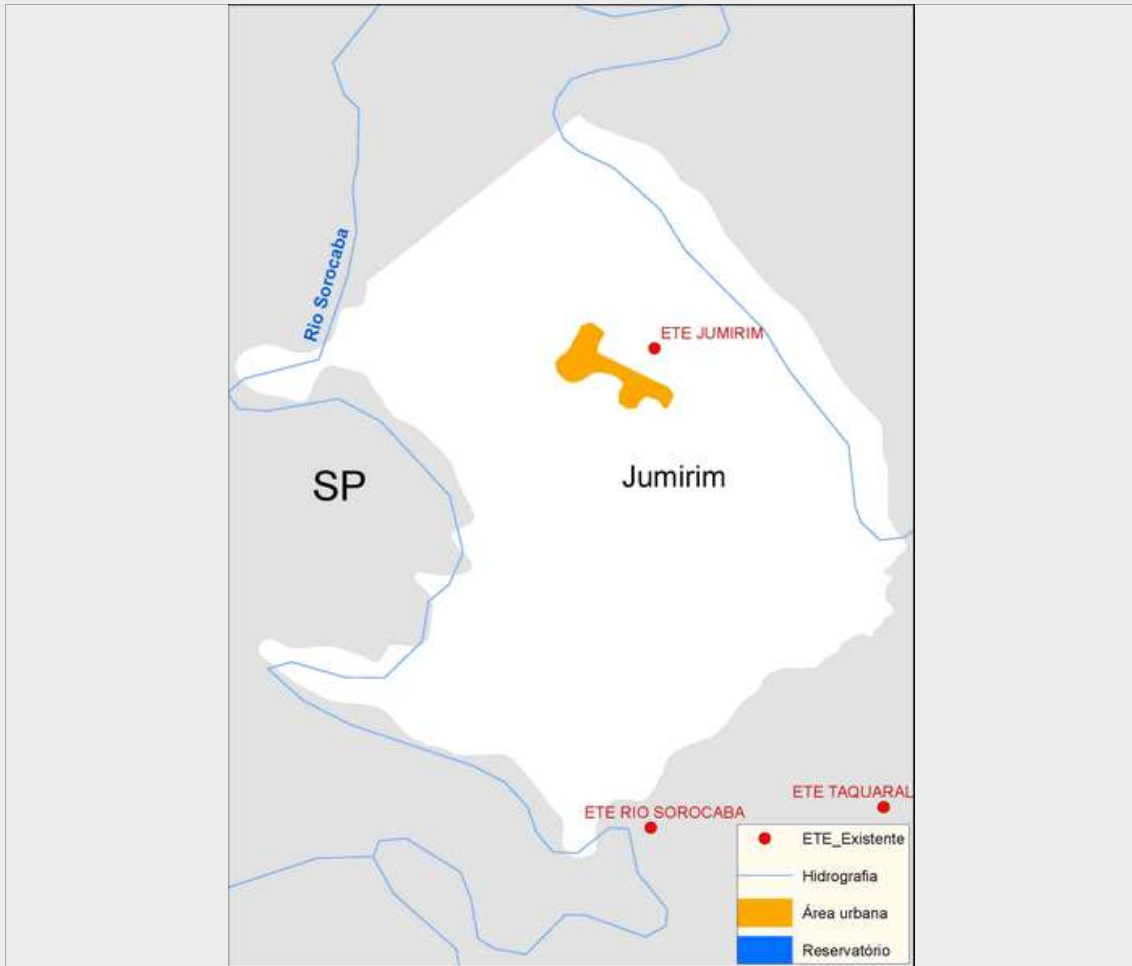 Rio Sorocaba
ETE JUMIRIM
SP
Jumirim
ETE TAQUARAL
ETE RIO SOROCABA
ETE_Existente
Hidrografia
Área urbana
Reservatório